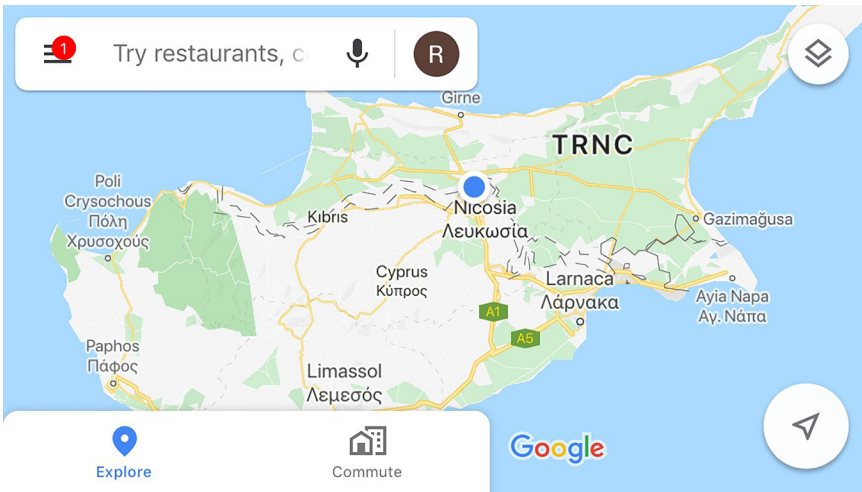 1
Try restaurants, c
R
Girne
TRNC
Poli
Crysochous
Πόλη
Χρυσοχούς
Kıbrıs
Nicosia
Λευκωσία
Gazimağusa
Cyprus
Κύπρος
Larnaca
Λάρνακα
Ayia Napa
Αγ. Νάπα
A1
A5
Paphos
Πάφος
Limassol
Λεμεσός
Google
Explore
Commute